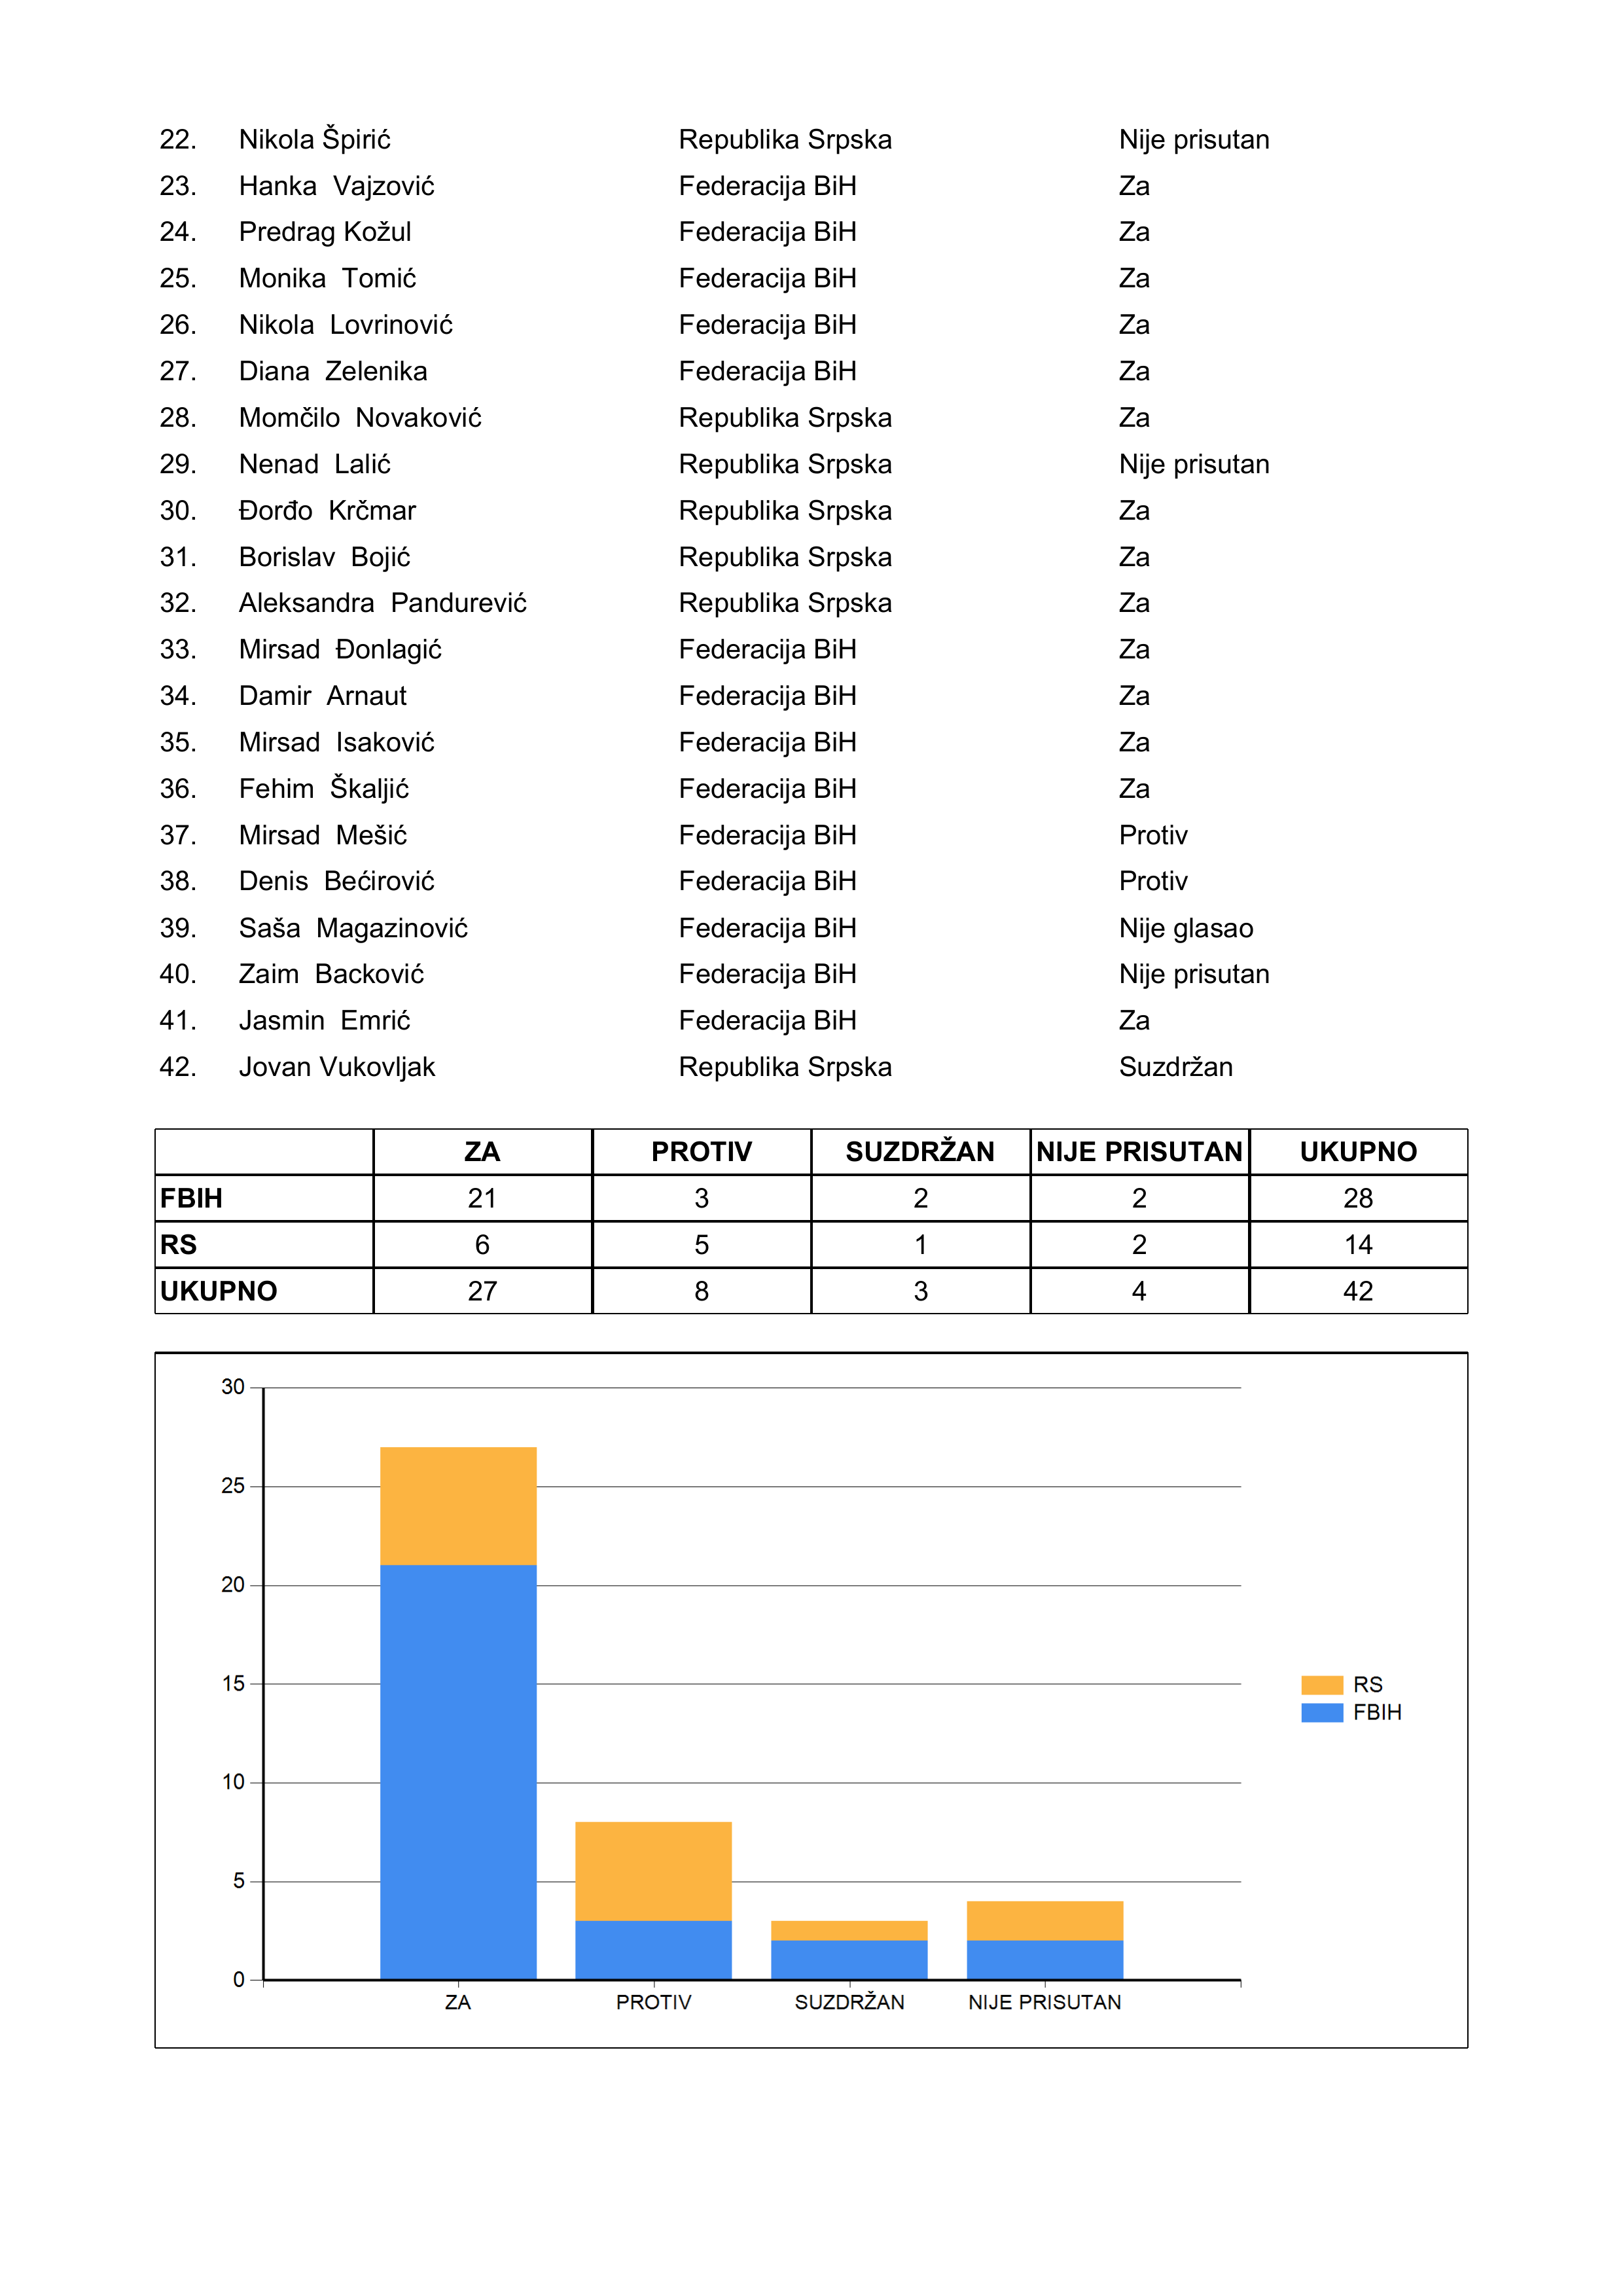 22. Nikola Špirić Republika Srpska Nije prisutan
23. Hanka Vajzović Federacija BiH Za
24. Predrag Kožul Federacija BiH Za
25. Monika Tomić Federacija BiH Za
26. Nikola Lovrinović Federacija BiH Za
27. Diana Zelenika Federacija BiH Za
28. Momčilo Novaković Republika Srpska Za
29. Nenad Lalić Republika Srpska Nije prisutan
30. Đorđo Krčmar Republika Srpska Za
31. Borislav Bojić Republika Srpska Za
32. Aleksandra Pandurević Republika Srpska Za
33. Mirsad Đonlagić Federacija BiH Za
34. Damir Arnaut Federacija BiH Za
35. Mirsad Isaković Federacija BiH Za
36. Fehim Škaljić Federacija BiH Za
37. Mirsad Mešić Federacija BiH Protiv
38. Denis Bećirović Federacija BiH Protiv
39. Saša Magazinović Federacija BiH Nije glasao
40. Zaim Backović Federacija BiH Nije prisutan
41. Jasmin Emrić Federacija BiH Za
42. Jovan Vukovljak Republika Srpska Suzdržan
ZA PROTIV SUZDRŽAN NIJE PRISUTAN UKUPNO
FBIH 21 3 2 2 28
RS 6 5 1 2 14
UKUPNO 27 8 3 4 42
30
25
20
15
10
5
0
ZA PROTIV SUZDRŽAN NIJE PRISUTAN
RS
FBIH